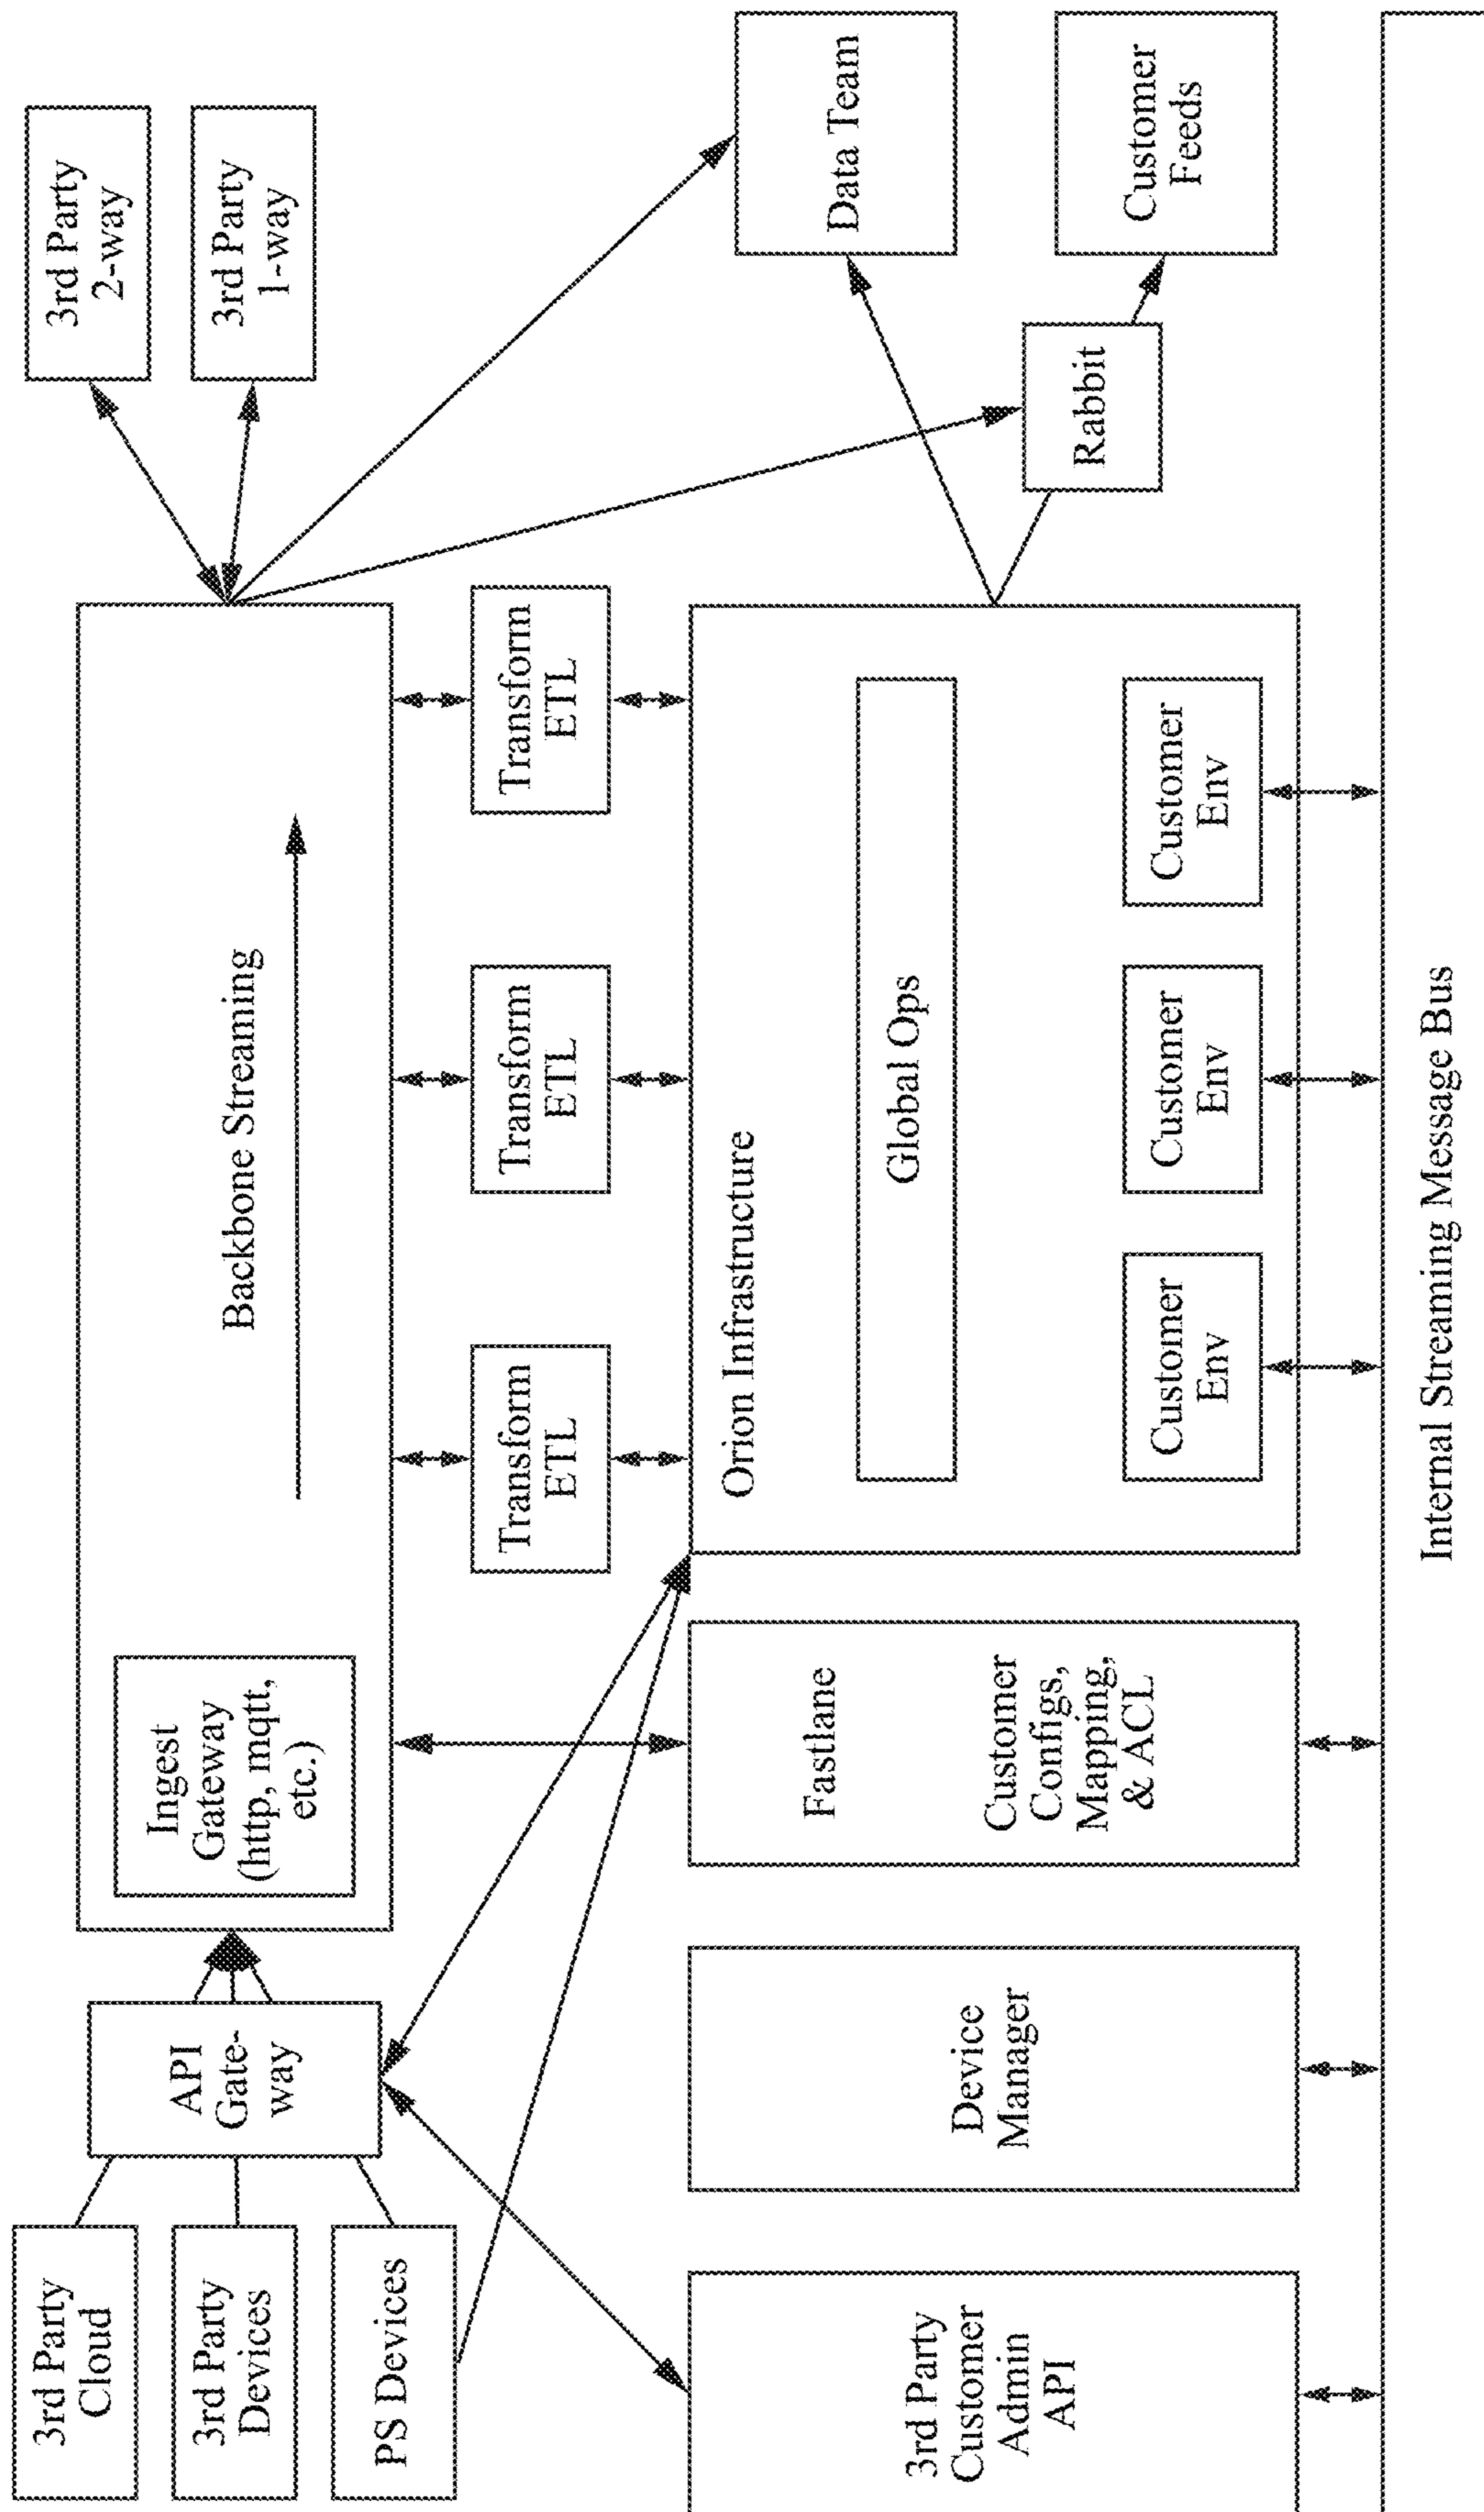 3rd Party
Cloud
3rd Party
Devices
PS Devices
API
Gate-
way
Ingest
Gateway
(http, mqtt,
etc.)
Backbone Streaming
3rd Party
2-way
3rd Party
1-way
Transform
ETL
Transform
ETL
Transform
ETL
3rd Party
Customer
Admin
API
Device
Manager
Fastlane
Customer
Configs,
Mapping,
& ACL
Orion Infrastructure
Global Ops
Customer
Env
Customer
Env
Customer
Env
Rabbit
Data Team
Customer
Feeds
Internal Streaming Message Bus